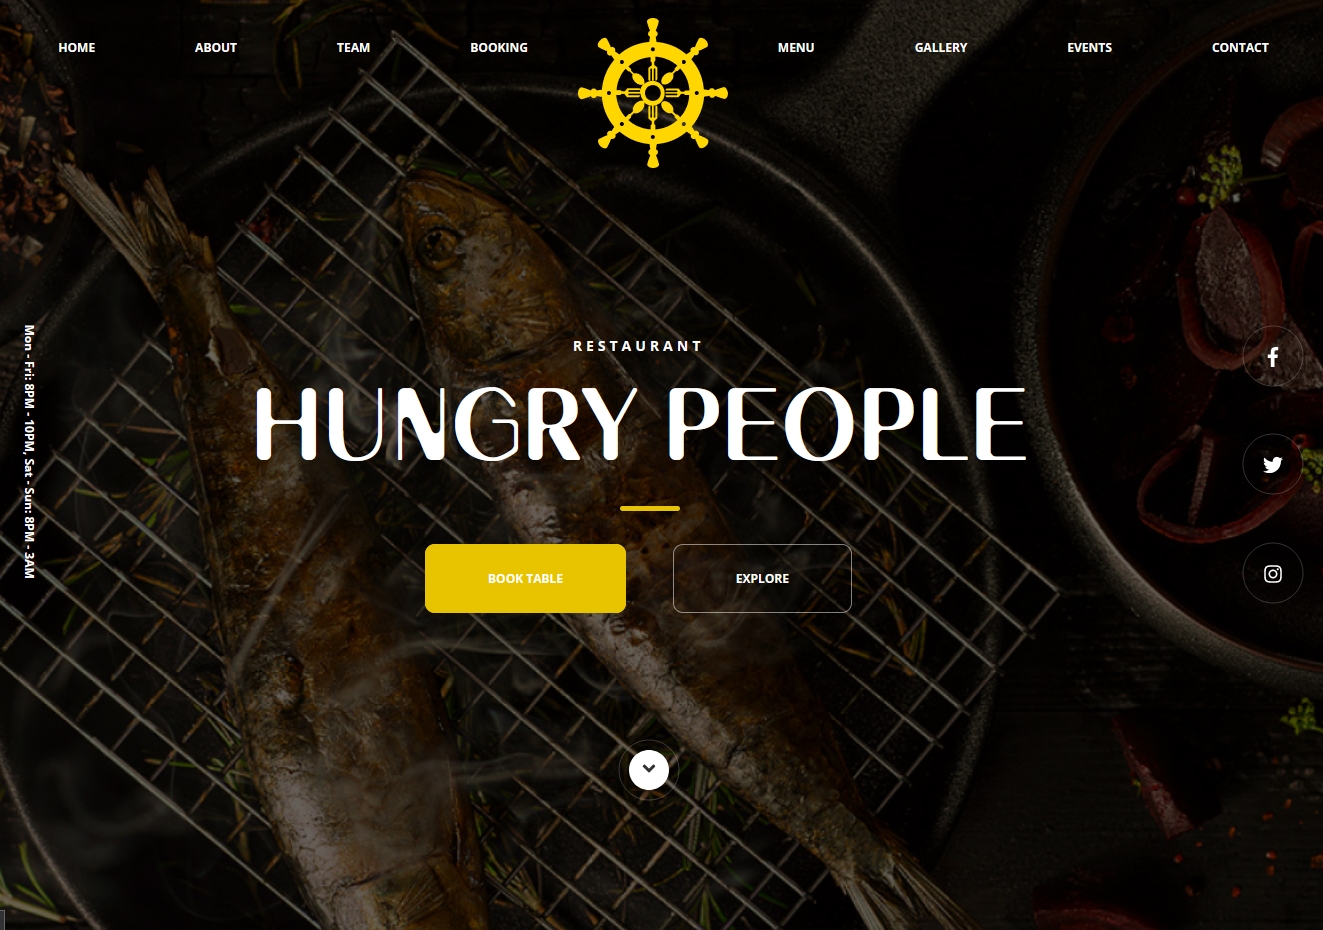 HOME ABOUT TEAM BOOKING MENU GALLERY EVENTS CONTACT
Mon - Fri: 8PM - 10PM, Sat - Sun: 8PM - 3AM
RESTAURANT
HUNGRY PEOPLE
BOOK TABLE
EXPLORE